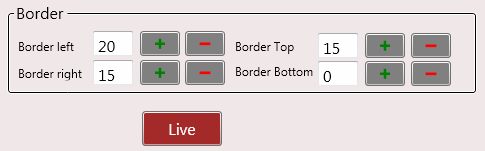 Border
Border left 20 + − Border Top 15 + −
Border right 15 + − Border Bottom 0 + −
Live